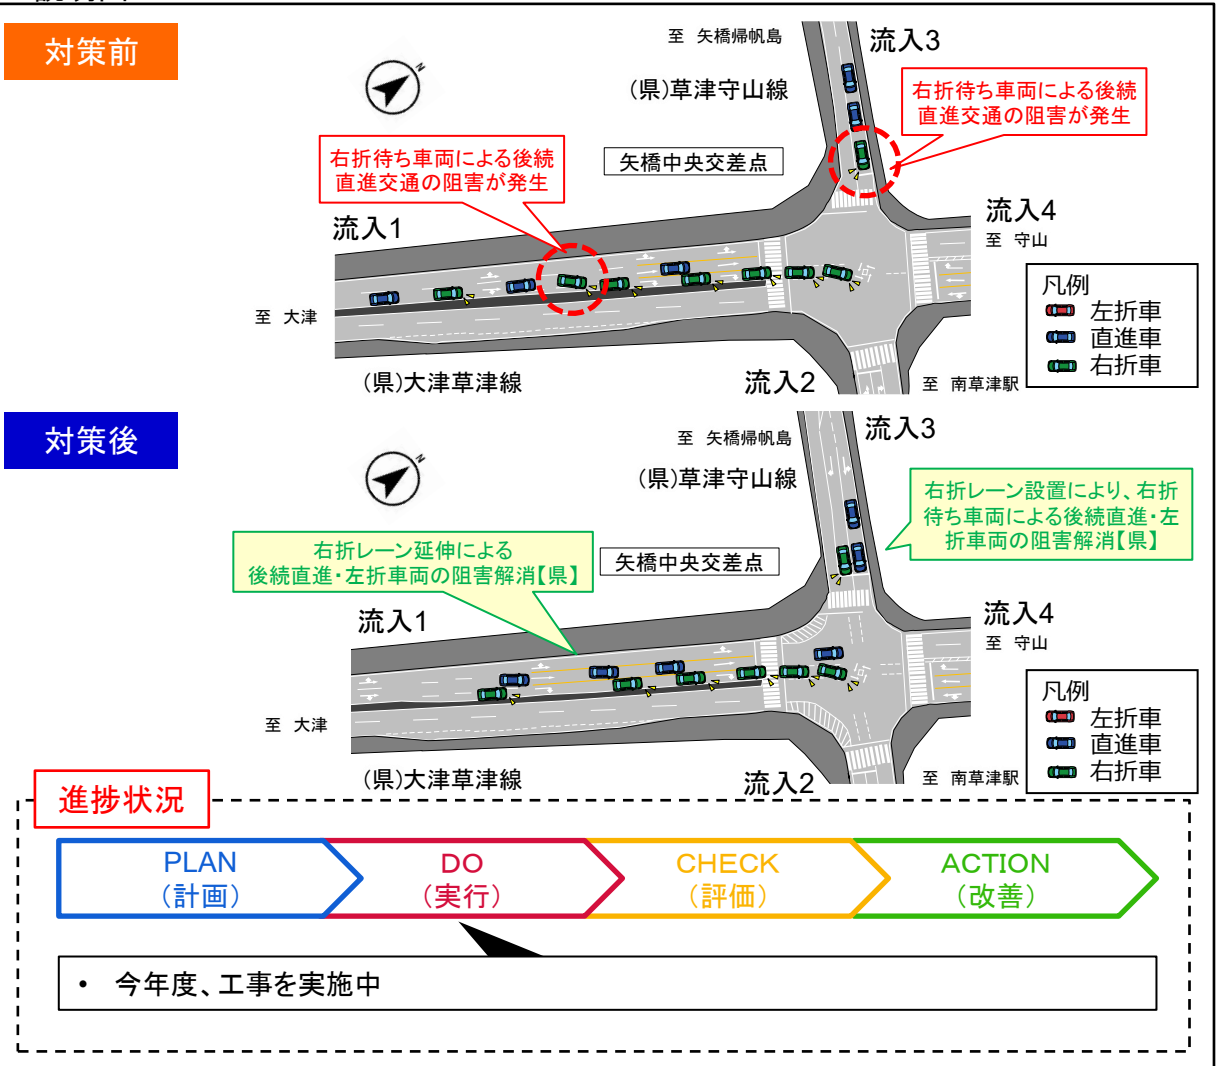 対策前
至 矢橋帰帆島
流入3
N
(県)草津守山線
右折待ち車両による後続
直進交通の阻害が発生
右折待ち車両による後続
直進交通の阻害が発生
矢橋中央交差点
流入1
流入4
至 守山
至 大津
凡例
左折車
直進車
右折車
(県)大津草津線
流入2
至 南草津駅
対策後
至 矢橋帰帆島
流入3
N
(県)草津守山線
右折レーン設置により、右折
待ち車両による後続直進・左
折車両の阻害解消【県】
右折レーン延伸による
後続直進・左折車両の阻害解消【県】
矢橋中央交差点
流入1
流入4
至 守山
至 大津
凡例
左折車
直進車
右折車
(県)大津草津線
流入2
至 南草津駅
進捗状況
PLAN
(計画)
DO
(実行)
CHECK
(評価)
ACTION
(改善)
• 今年度、工事を実施中